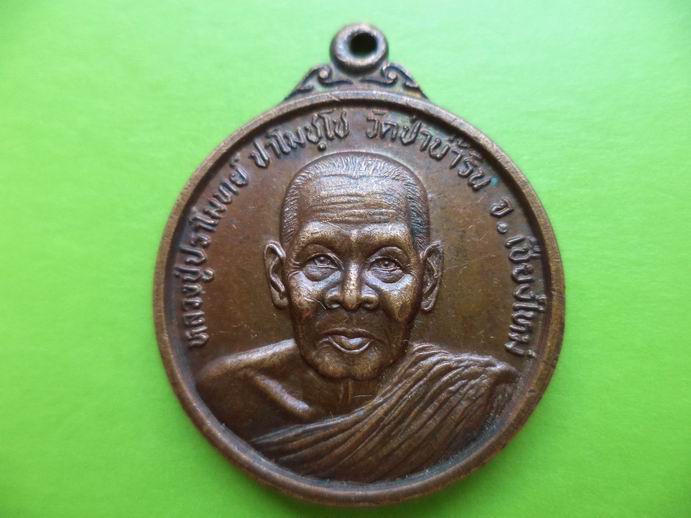 หลวงปู่ปราโมทย์ ปาโมชฺโช วัดป่าน้ำริน จ.เชียงใหม่